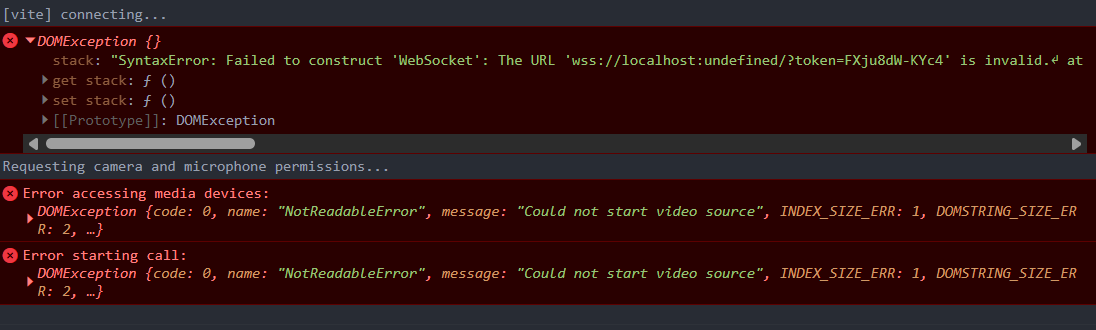 [vite] connecting...
DOMException {}
stack: "SyntaxError: Failed to construct 'WebSocket': The URL 'wss://localhost:undefined/?token=FXju8dW-KYc4' is invalid.↲ at
get stack: ƒ ()
set stack: ƒ ()
[[Prototype]]: DOMException
Requesting camera and microphone permissions...
Error accessing media devices:
DOMException {code: 0, name: "NotReadableError", message: "Could not start video source", INDEX_SIZE_ERR: 1, DOMSTRING_SIZE_ER
R: 2, …}
Error starting call:
DOMException {code: 0, name: "NotReadableError", message: "Could not start video source", INDEX_SIZE_ERR: 1, DOMSTRING_SIZE_ER
R: 2, …}